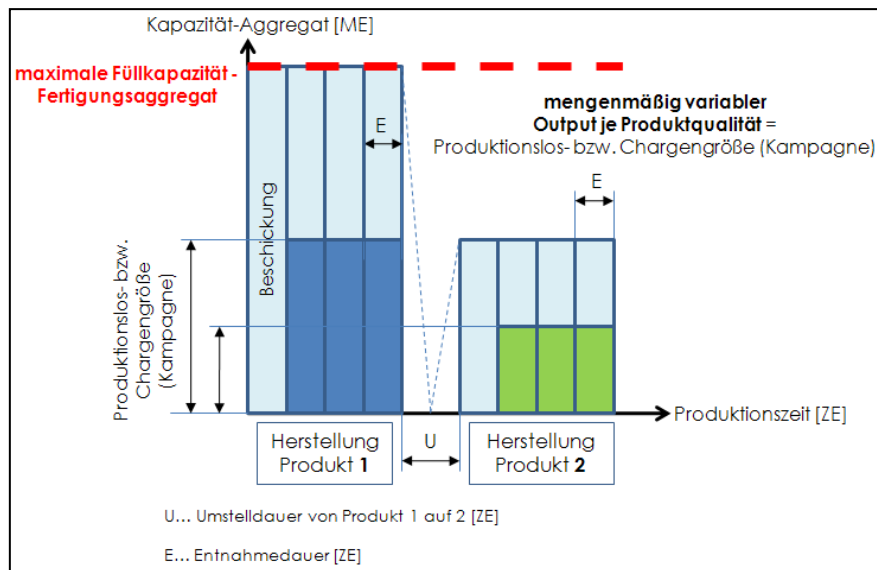 Kapazität-Aggregat [ME]
maximale Füllkapazität -
Fertigungsaggregat
mengenmäßig variabler
Output je Produktqualität =
Produktionslos- bzw. Chargengröße (Kampagne)
E
E
Beschickung
Produktionslos- bzw.
Chargengröße
(Kampagne)
Produktionszeit [ZE]
Herstellung
Produkt 1
U
Herstellung
Produkt 2
U... Umstelldauer von Produkt 1 auf 2 [ZE]
E... Entnahmedauer [ZE]